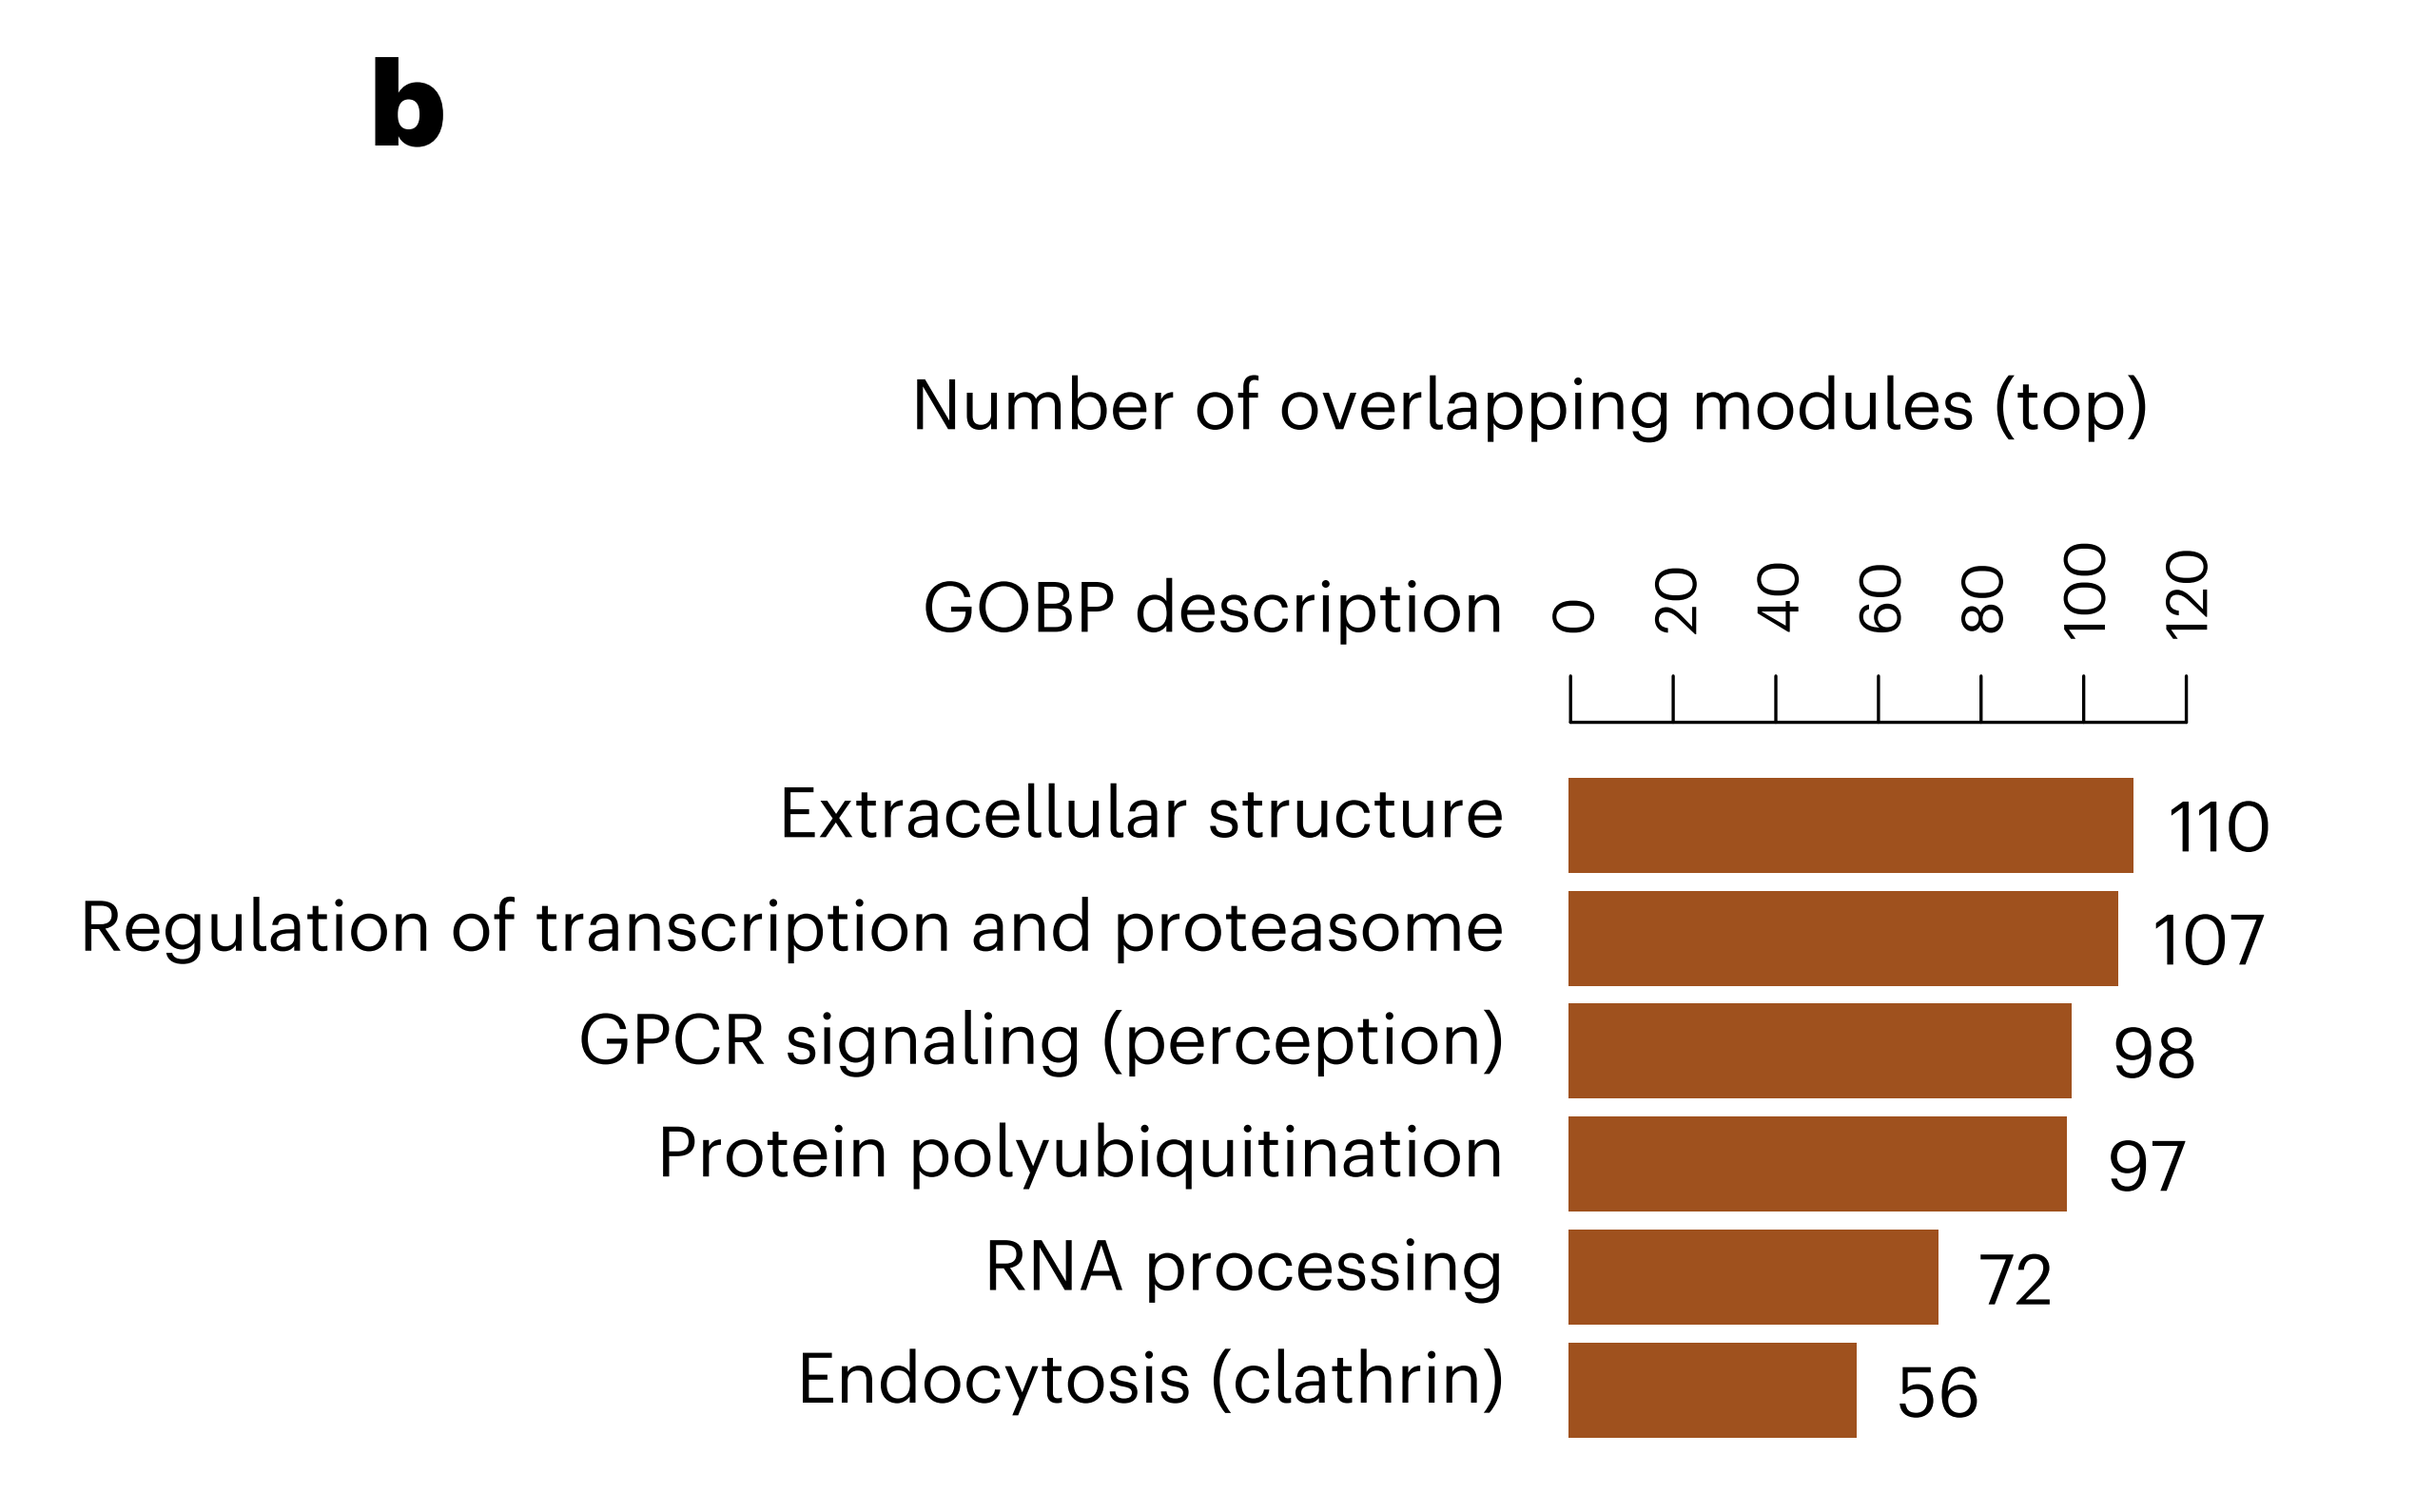 b
Number of overlapping modules (top)
GOBP description 0 20 40 60 80 100 120
Extracellular structure 110
Regulation of transcription and proteasome 107
GPCR signaling (perception) 98
Protein polyubiquitination 97
RNA processing 72
Endocytosis (clathrin) 56